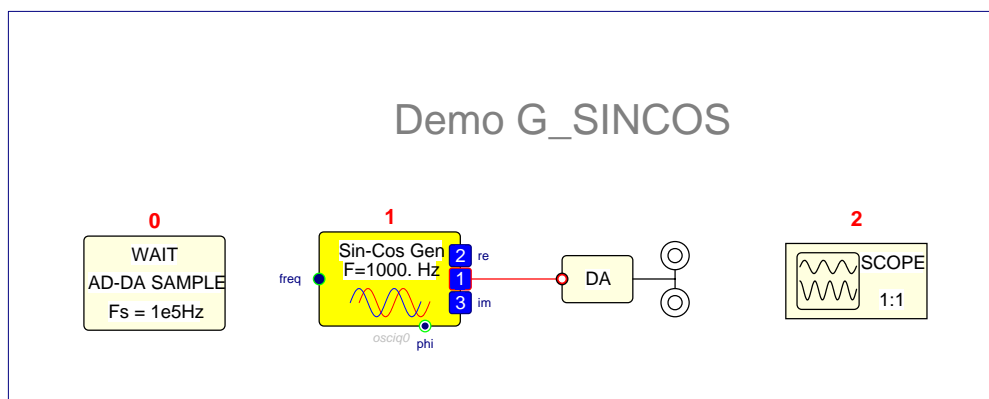 Demo G_SINCOS
0
1
2
WAIT
AD-DA SAMPLE
Fs = 1e5Hz
Sin-Cos Gen
F=1000. Hz
freq
2
re
1
3
im
osciq0
phi
DA
SCOPE
1:1